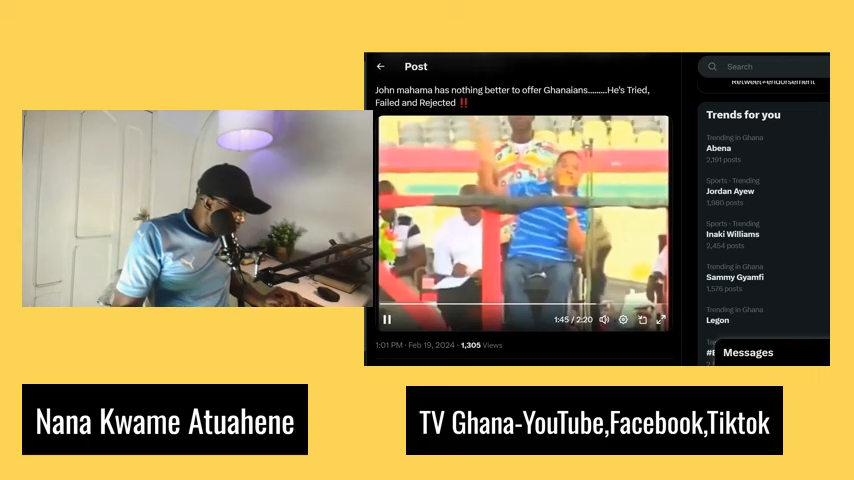 Post
John mahama has nothing better to offer Ghanaians.........He's Tried,
Failed and Rejected ‼️
1:45 / 2:20
1:01 PM · Feb 19, 2024 · 1,305 Views
Search
Retweet=endorsement
Trends for you
Trending in Ghana
Abena
2,191 posts
Sports · Trending
Jordan Ayew
1,980 posts
Sports · Trending
Inaki Williams
2,454 posts
Trending in Ghana
Sammy Gyamfi
1,576 posts
Trending in Ghana
Legon
Messages
Nana Kwame Atuahene
TV Ghana-YouTube,Facebook,Tiktok